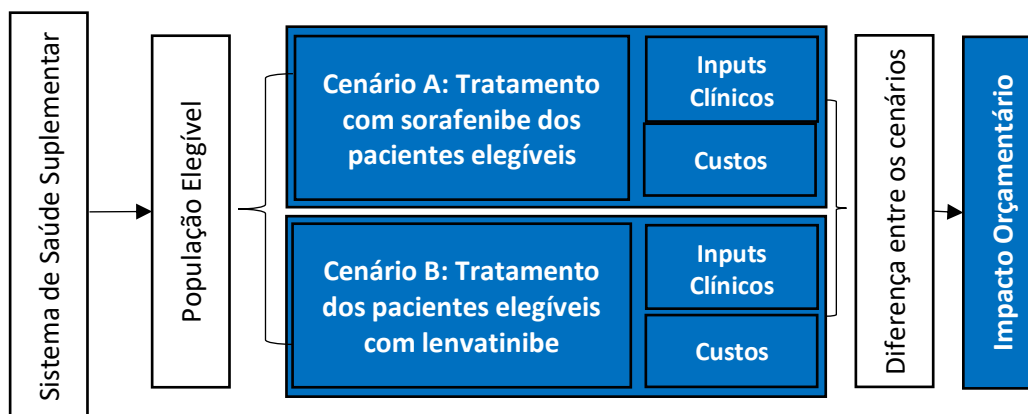 Sistema de Saúde Suplementar
População Elegível
Cenário A: Tratamento
com sorafenibe dos
pacientes elegíveis
Inputs
Clínicos
Custos
Cenário B: Tratamento
dos pacientes elegíveis
com lenvatinibe
Inputs
Clínicos
Custos
Diferença entre os cenários
Impacto Orçamentário